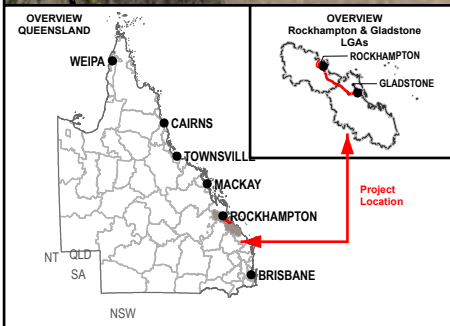 OVERVIEW
QUEENSLAND
WEIPA
CAIRNS
TOWNSVILLE
MACKAY
ROCKHAMPTON
BRISBANE
NT
QLD
SA
NSW
OVERVIEW
Rockhampton & Gladstone
LGAs
ROCKHAMPTON
GLADSTONE
Project
Location